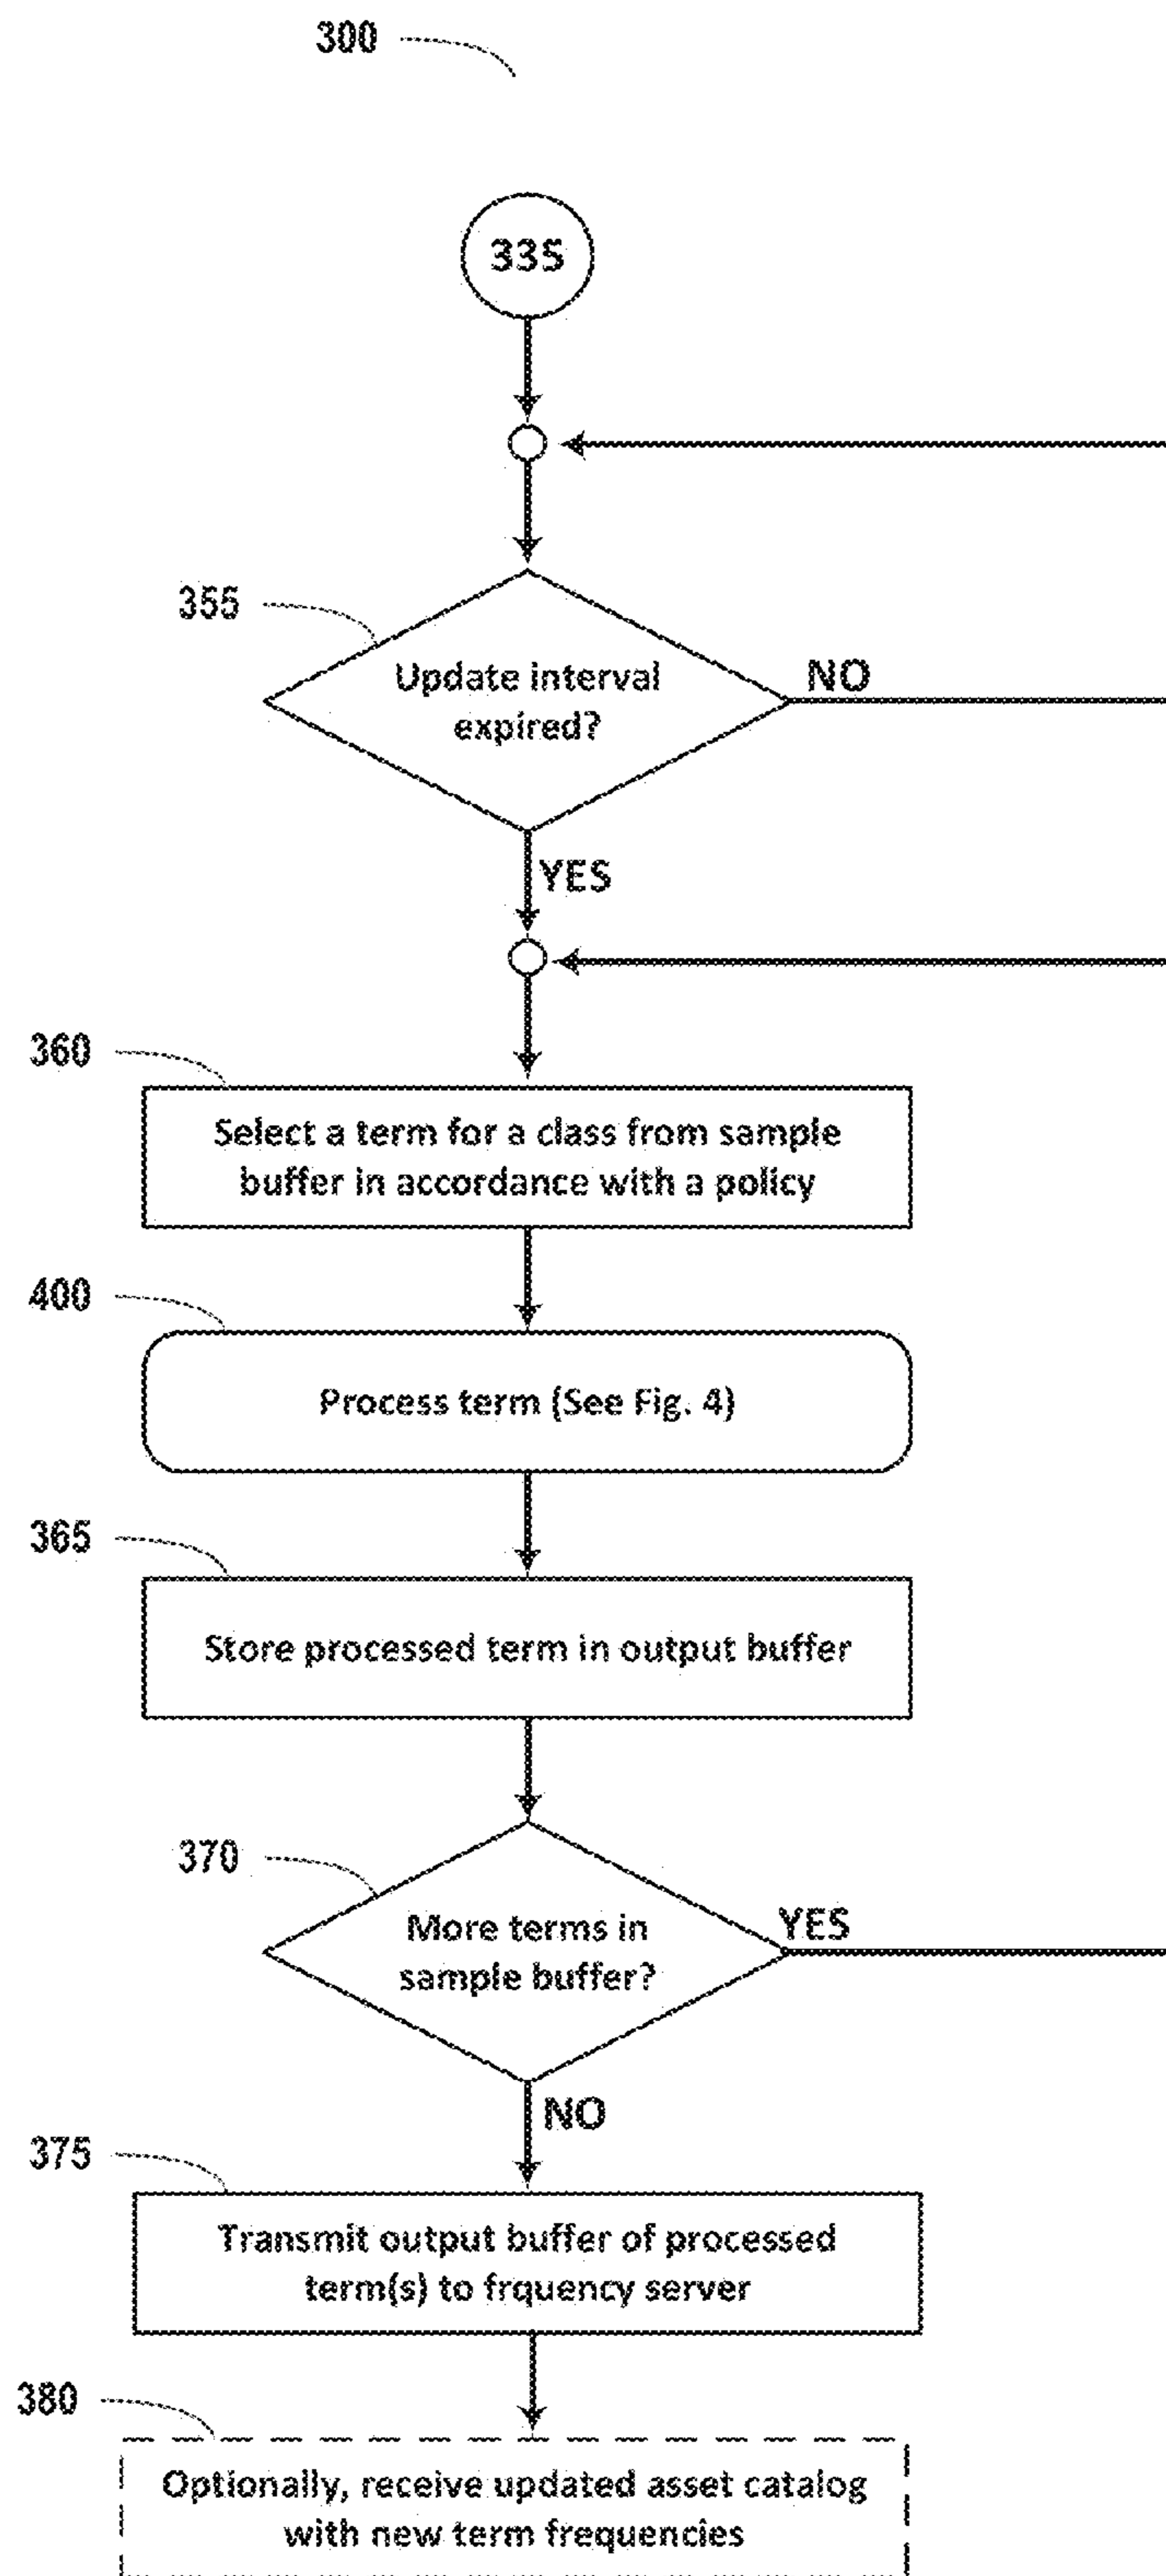 300
335
355
Update interval
expired?
NO
YES
360
Select a term for a class from sample
buffer in accordance with a policy
400
Process term (See Fig. 4)
365
Store processed term in output buffer
370
More terms in
sample buffer?
YES
NO
375
Transmit output buffer of processed
term(s) to frquency server
380
Optionally, receive updated asset catalog
with new term frequencies